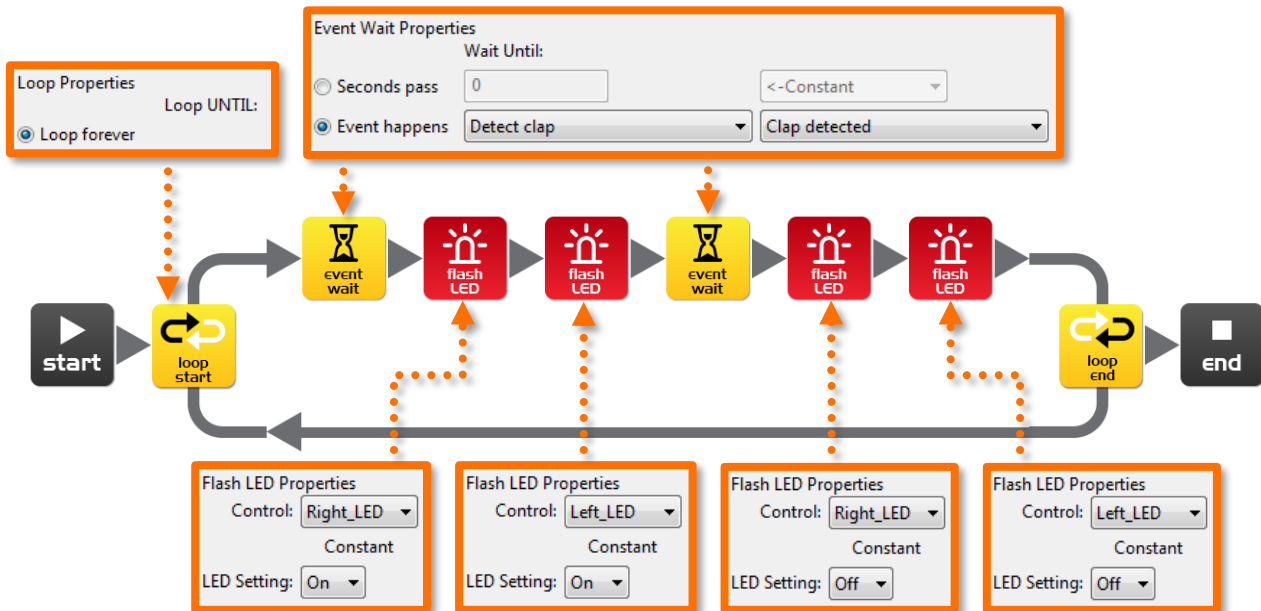 Event Wait Properties
Wait Until:
Seconds pass 0 <-Constant
Event happens Detect clap Clap detected
Loop Properties
Loop UNTIL:
Loop forever
event
wait
flash
LED
flash
LED
event
wait
flash
LED
flash
LED
start
loop
start
loop
end
end
Flash LED Properties
Control: Right_LED
Constant
LED Setting: On
Flash LED Properties
Control: Left_LED
Constant
LED Setting: On
Flash LED Properties
Control: Right_LED
Constant
LED Setting: Off
Flash LED Properties
Control: Left_LED
Constant
LED Setting: Off